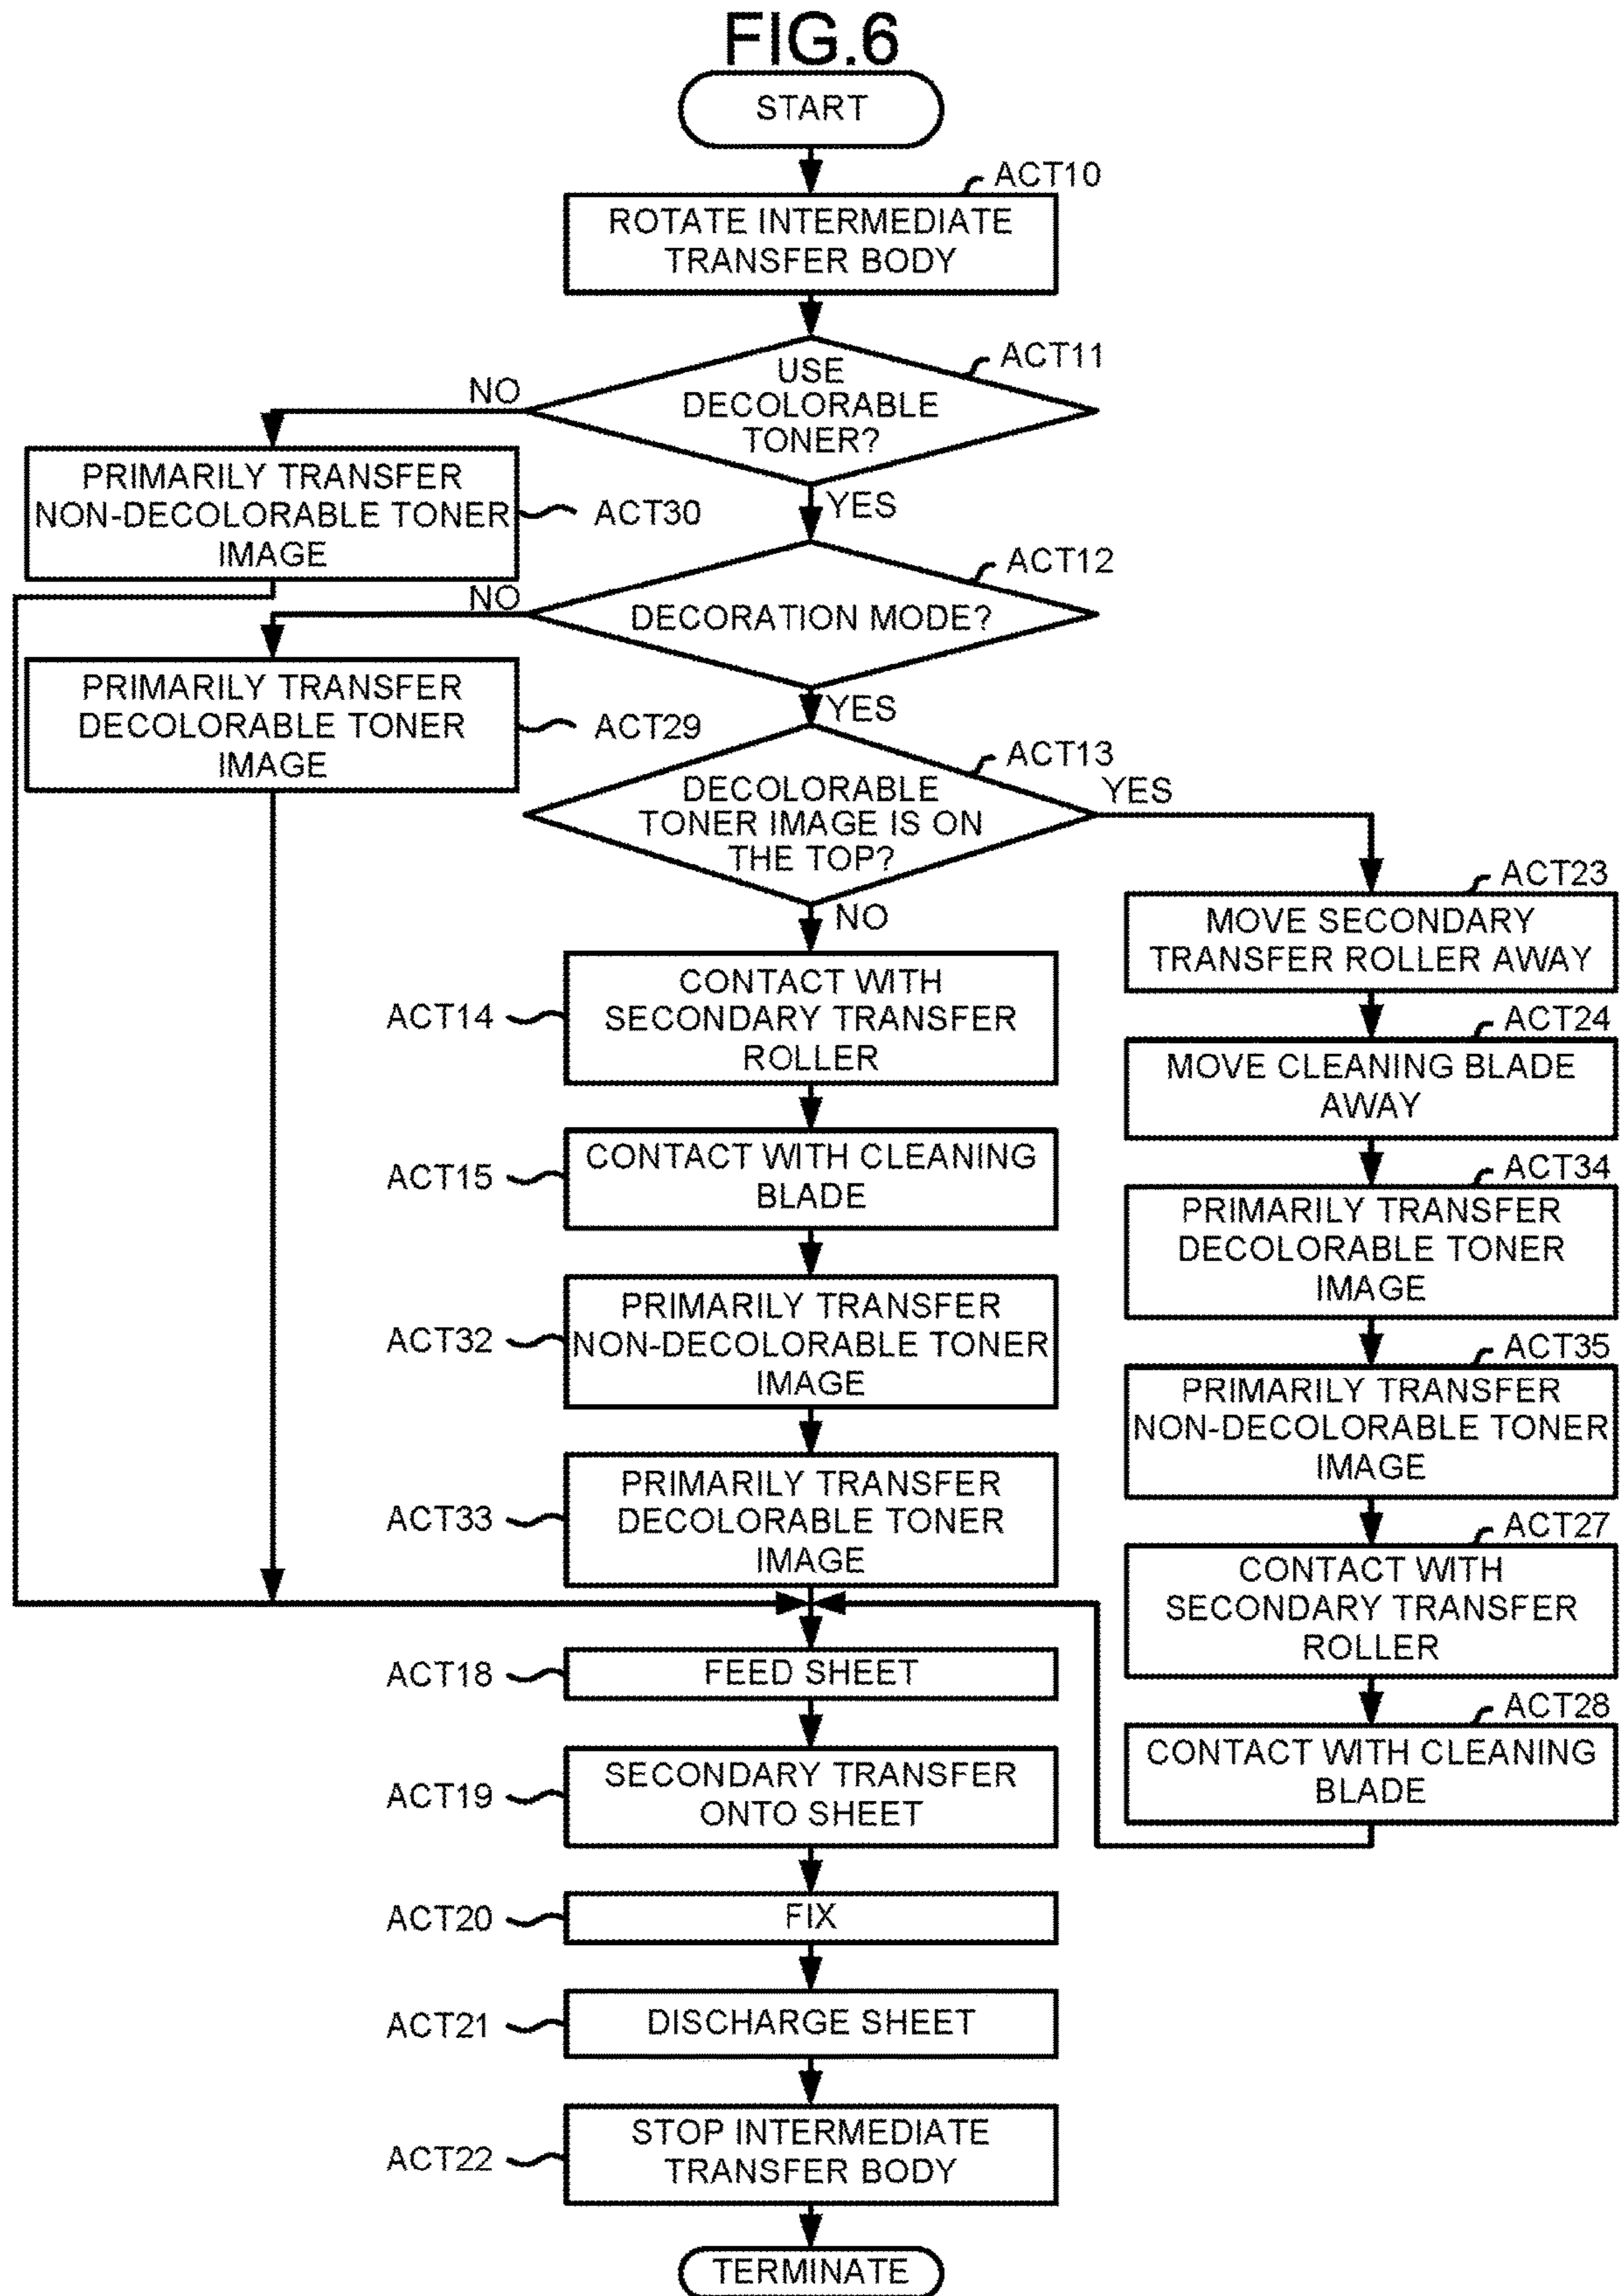 FIG.6
START
ACT10
ROTATE INTERMEDIATE
TRANSFER BODY
ACT11
USE
DECOLORABLE
TONER?
NO
YES
PRIMARILY TRANSFER
NON-DECOLORABLE TONER
IMAGE
ACT30
ACT12
DECORATION MODE?
NO
YES
PRIMARILY TRANSFER
DECOLORABLE TONER
IMAGE
ACT29
ACT13
DECOLORABLE
TONER IMAGE IS ON
THE TOP?
YES
NO
ACT14
CONTACT WITH
SECONDARY TRANSFER
ROLLER
ACT15
CONTACT WITH CLEANING
BLADE
ACT32
PRIMARILY TRANSFER
NON-DECOLORABLE TONER
IMAGE
ACT33
PRIMARILY TRANSFER
DECOLORABLE TONER
IMAGE
ACT23
MOVE SECONDARY
TRANSFER ROLLER AWAY
ACT24
MOVE CLEANING BLADE
AWAY
ACT34
PRIMARILY TRANSFER
DECOLORABLE TONER
IMAGE
ACT35
PRIMARILY TRANSFER
NON-DECOLORABLE TONER
IMAGE
ACT27
CONTACT WITH
SECONDARY TRANSFER
ROLLER
ACT28
CONTACT WITH CLEANING
BLADE
ACT18
FEED SHEET
ACT19
SECONDARY TRANSFER
ONTO SHEET
ACT20
FIX
ACT21
DISCHARGE SHEET
ACT22
STOP INTERMEDIATE
TRANSFER BODY
TERMINATE